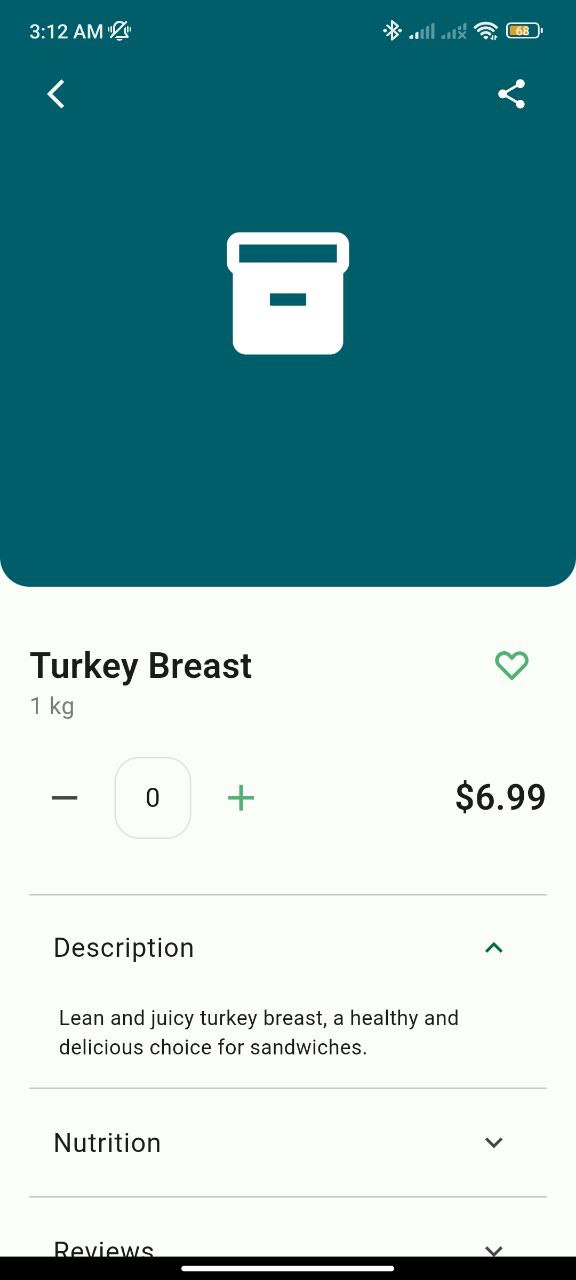 3:12 AM
68
Turkey Breast
1 kg
0
$6.99
Description
Lean and juicy turkey breast, a healthy and
delicious choice for sandwiches.
Nutrition
Reviews